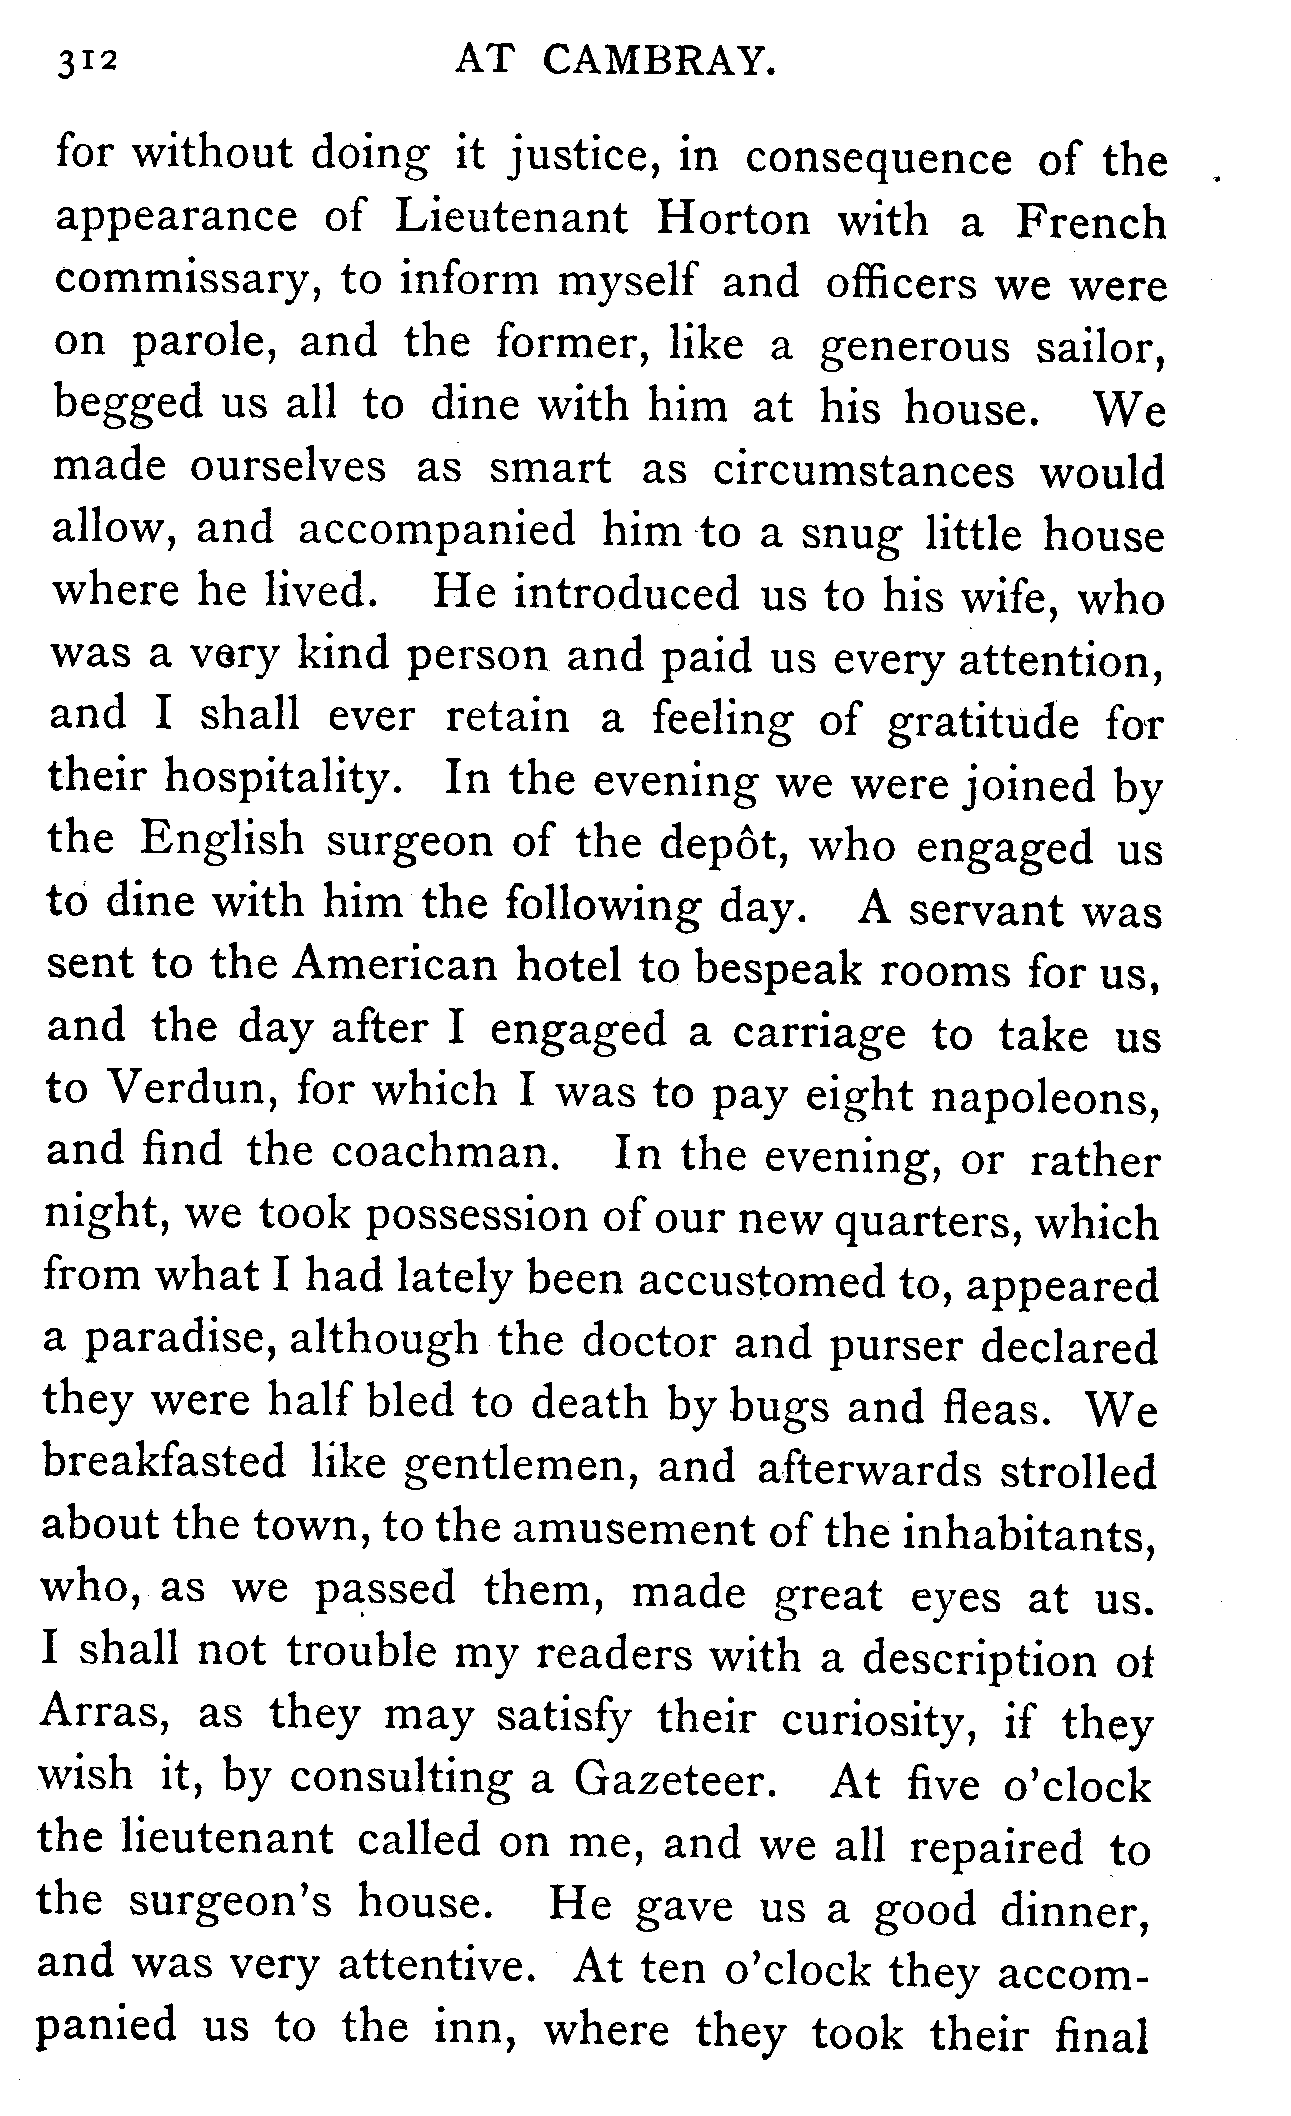 312 AT CAMBRAY.
for without doing it justice, in consequence of the
appearance of Lieutenant Horton with a French
commissary, to inform myself and officers we were
on parole, and the former, like a generous sailor,
begged us all to dine with him at his house. We
made ourselves as smart as circumstances would
allow, and accompanied him to a snug little house
where he lived. He introduced us to his wife, who
was a very kind person and paid us every attention,
and I shall ever retain a feeling of gratitude for
their hospitality. In the evening we were joined by
the English surgeon of the depôt, who engaged us
to dine with him the following day. A servant was
sent to the American hotel to bespeak rooms for us,
and the day after I engaged a carriage to take us
to Verdun, for which I was to pay eight napoleons,
and find the coachman. In the evening, or rather
night, we took possession of our new quarters, which
from what I had lately been accustomed to, appeared
a paradise, although the doctor and purser declared
they were half bled to death by bugs and fleas. We
breakfasted like gentlemen, and afterwards strolled
about the town, to the amusement of the inhabitants,
who, as we passed them, made great eyes at us.
I shall not trouble my readers with a description of
Arras, as they may satisfy their curiosity, if they
wish it, by consulting a Gazeteer. At five o'clock
the lieutenant called on me, and we all repaired to
the surgeon's house. He gave us a good dinner,
and was very attentive. At ten o'clock they accom-
panied us to the inn, where they took their final